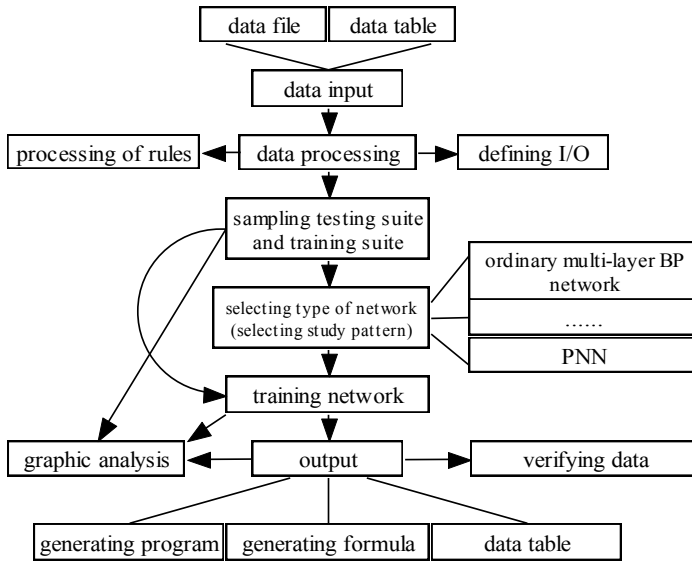 data file
data table
data input
processing of rules
data processing
defining I/O
sampling testing suite
and training suite
ordinary multi-layer BP
network
selecting type of network
(selecting study pattern)
......
PNN
training network
graphic analysis
output
verifying data
generating program
generating formula
data table